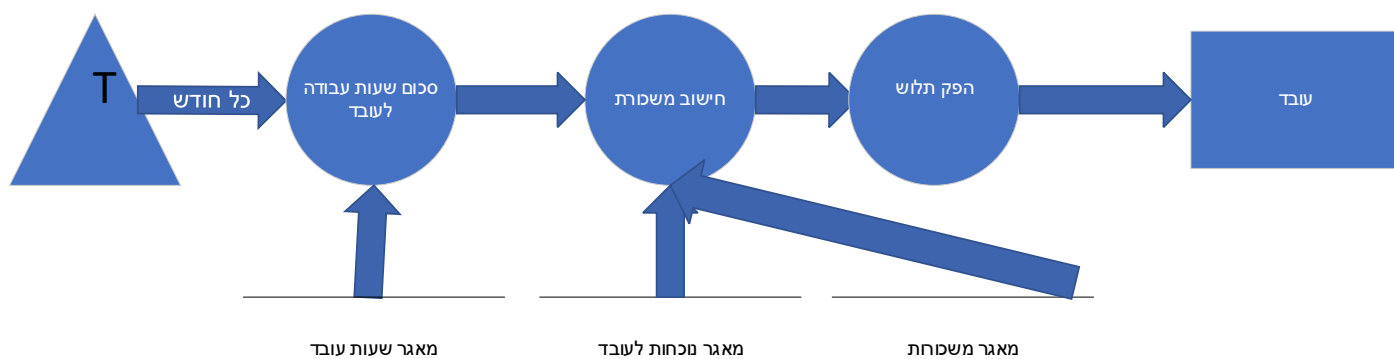 T
כל חודש
סכום שעות עבודה
לעובד
חישוב משכורת
הפק תלוש
עובד
מאגר שעות עובד
מאגר נוכחות לעובד
מאגר משכורות